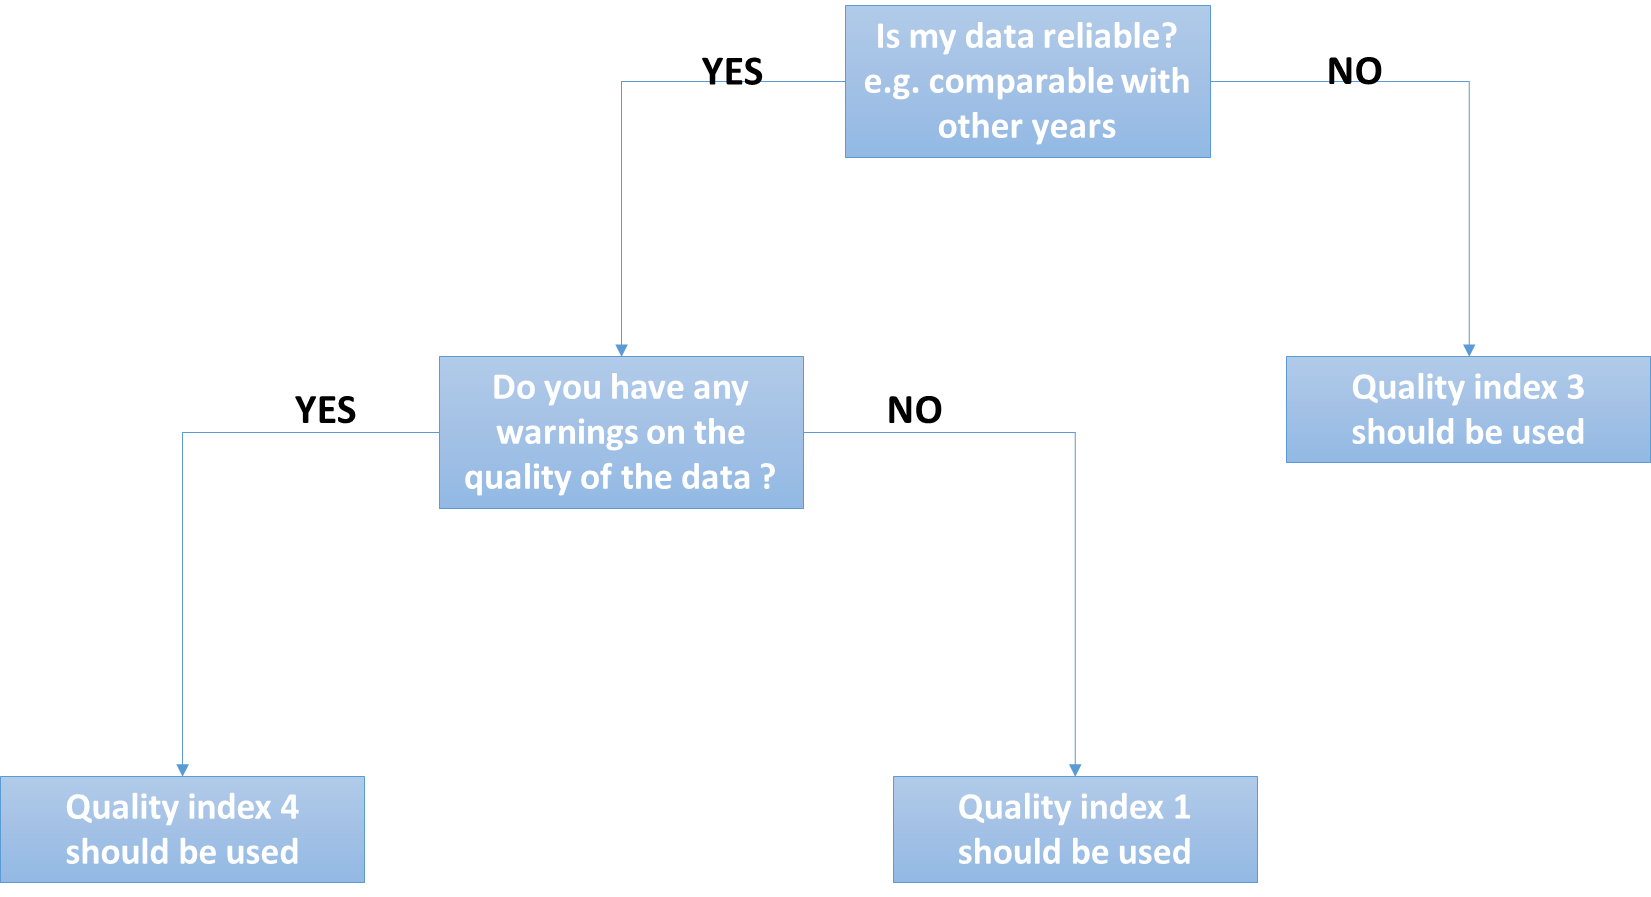 Is my data reliable?
e.g. comparable with
other years
YES
NO
Do you have any
warnings on the
quality of the data ?
Quality index 3
should be used
YES
NO
Quality index 4
should be used
Quality index 1
should be used